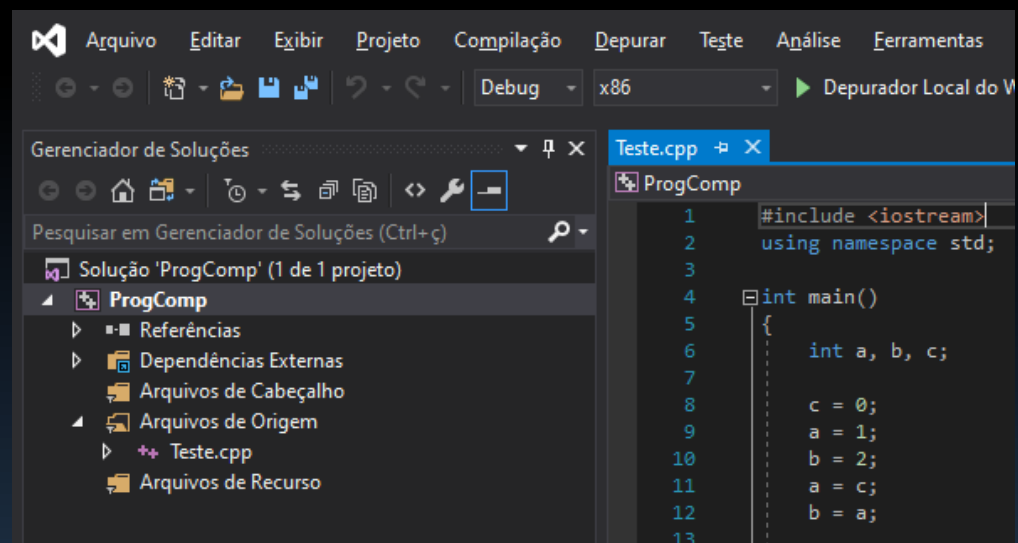 Arquivo Editar Exibir Projeto Compilação Depurar Teste Análise Ferramentas
Debug x86 Depurador Local do W
Gerenciador de Soluções
Pesquisar em Gerenciador de Soluções (Ctrl+ç)
Solução 'ProgComp' (1 de 1 projeto)
ProgComp
Referências
Dependências Externas
Arquivos de Cabeçalho
Arquivos de Origem
Teste.cpp
Arquivos de Recurso
Teste.cpp
ProgComp
1 #include <iostream>
2 using namespace std;
3
4 int main()
5 {
6 int a, b, c;
7
8 c = 0;
9 a = 1;
10 b = 2;
11 a = c;
12 b = a;
13